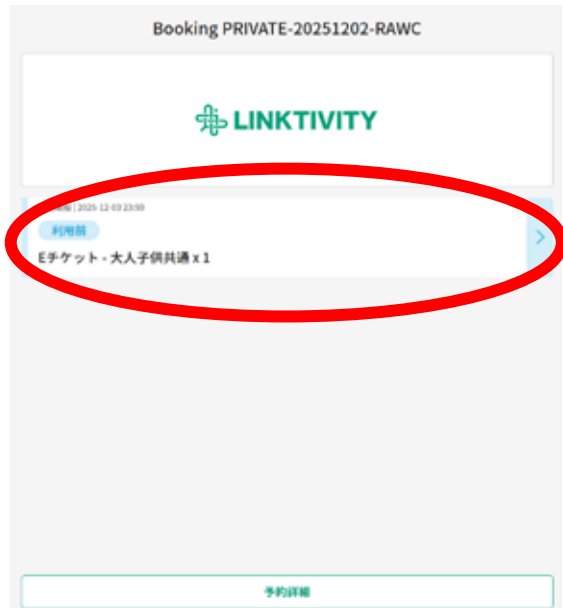 Booking PRIVATE-20251202-RAWC
LINKTIVITY
| 2025-12-03 23:59
利用前
Eチケット - 大人子供共通 x 1
予約詳細